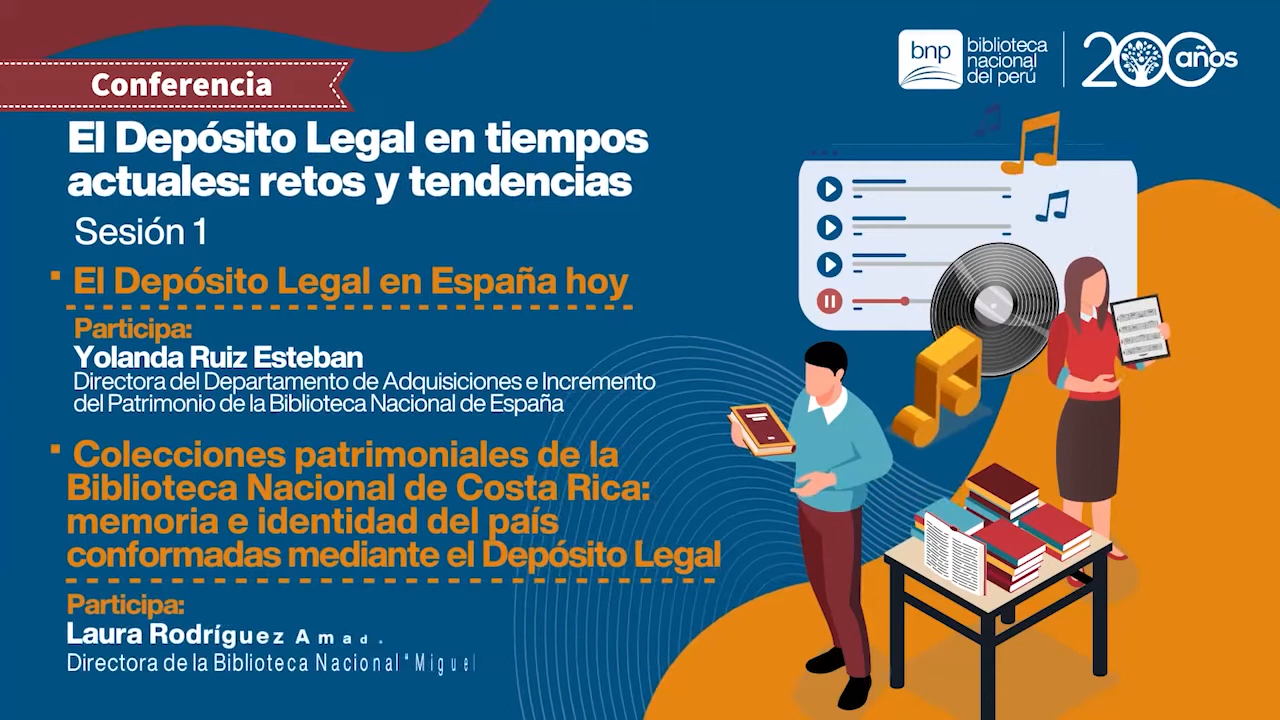 Conferencia
bnp
biblioteca
nacional
del perú
200 años
El Depósito Legal en tiempos
actuales: retos y tendencias
Sesión 1
El Depósito Legal en España hoy
Participa:
Yolanda Ruiz Esteban
Directora del Departamento de Adquisiciones e Incremento
del Patrimonio de la Biblioteca Nacional de España
Colecciones patrimoniales de la
Biblioteca Nacional de Costa Rica:
memoria e identidad del país
conformadas mediante el Depósito Legal
Participa:
Laura Rodríguez Amad
Directora de la Biblioteca Nacional "Miguel